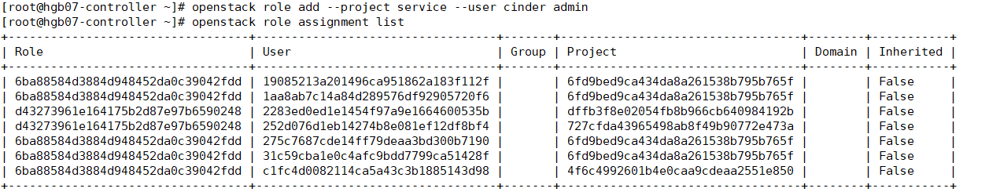 [root@hgb07-controller ~]# openstack role add --project service --user cinder admin
[root@hgb07-controller ~]# openstack role assignment list
+----------------------------------+----------------------------------+-------+----------------------------------+--------+-----------+
| Role                             | User                             | Group | Project                          | Domain | Inherited |
+----------------------------------+----------------------------------+-------+----------------------------------+--------+-----------+
| 6ba88584d3884d948452da0c39042fdd | 19085213a201496ca951862a183f112f |       | 6fd9bed9ca434da8a261538b795b765f |        | False     |
| 6ba88584d3884d948452da0c39042fdd | 1aa8ab7c14a84d289576df92905720f6 |       | 6fd9bed9ca434da8a261538b795b765f |        | False     |
| d43273961e164175b2d87e97b6590248 | 2283ed0ed1e1454f97a9e1664600535b |       | dffb3f8e02054fb8b966cb640984192b |        | False     |
| d43273961e164175b2d87e97b6590248 | 252d076d1eb14274b8e081ef12df8bf4 |       | 727cfda43965498ab8f49b90772e473a |        | False     |
| 6ba88584d3884d948452da0c39042fdd | 275c7687cde14ff79deaa3bd300b7190 |       | 6fd9bed9ca434da8a261538b795b765f |        | False     |
| 6ba88584d3884d948452da0c39042fdd | 31c59cba1e0c4afc9bdd7799ca51428f |       | 6fd9bed9ca434da8a261538b795b765f |        | False     |
| 6ba88584d3884d948452da0c39042fdd | c1fc4d0082114ca5a43c3b1885143d98 |       | 4f6c4992601b4e0caa9cdeaa2551e850 |        | False     |
+----------------------------------+----------------------------------+-------+----------------------------------+--------+-----------+